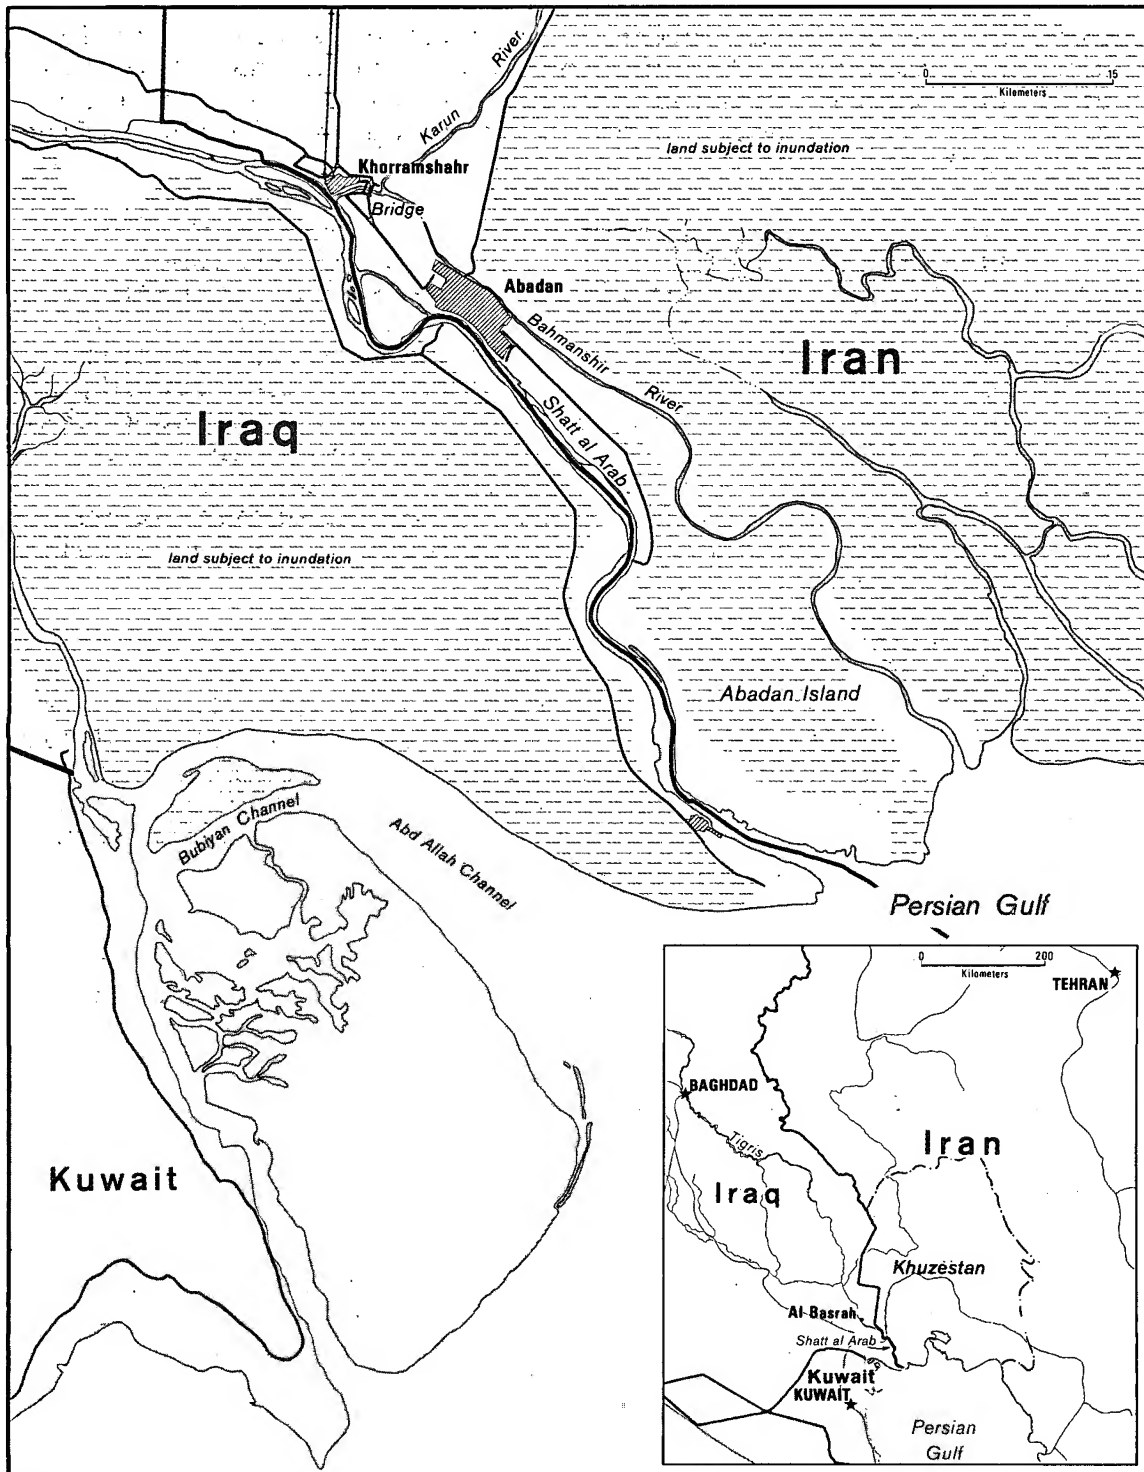 0 15
Kilometers
River
Karun
land subject to inundation
Khorramshahr
Bridge
Abadan
Bahmanshir
River
Iran
Shatt al Arab
Iraq
land subject to inundation
Abadan Island
Bubiyan Channel
Abd Allah Channel
Persian Gulf
Kuwait
0 200
Kilometers
TEHRAN
BAGHDAD
Tigris
Iran
Iraq
Khuzestan
Al Basrah
Shatt al Arab
Kuwait
KUWAIT
Persian
Gulf